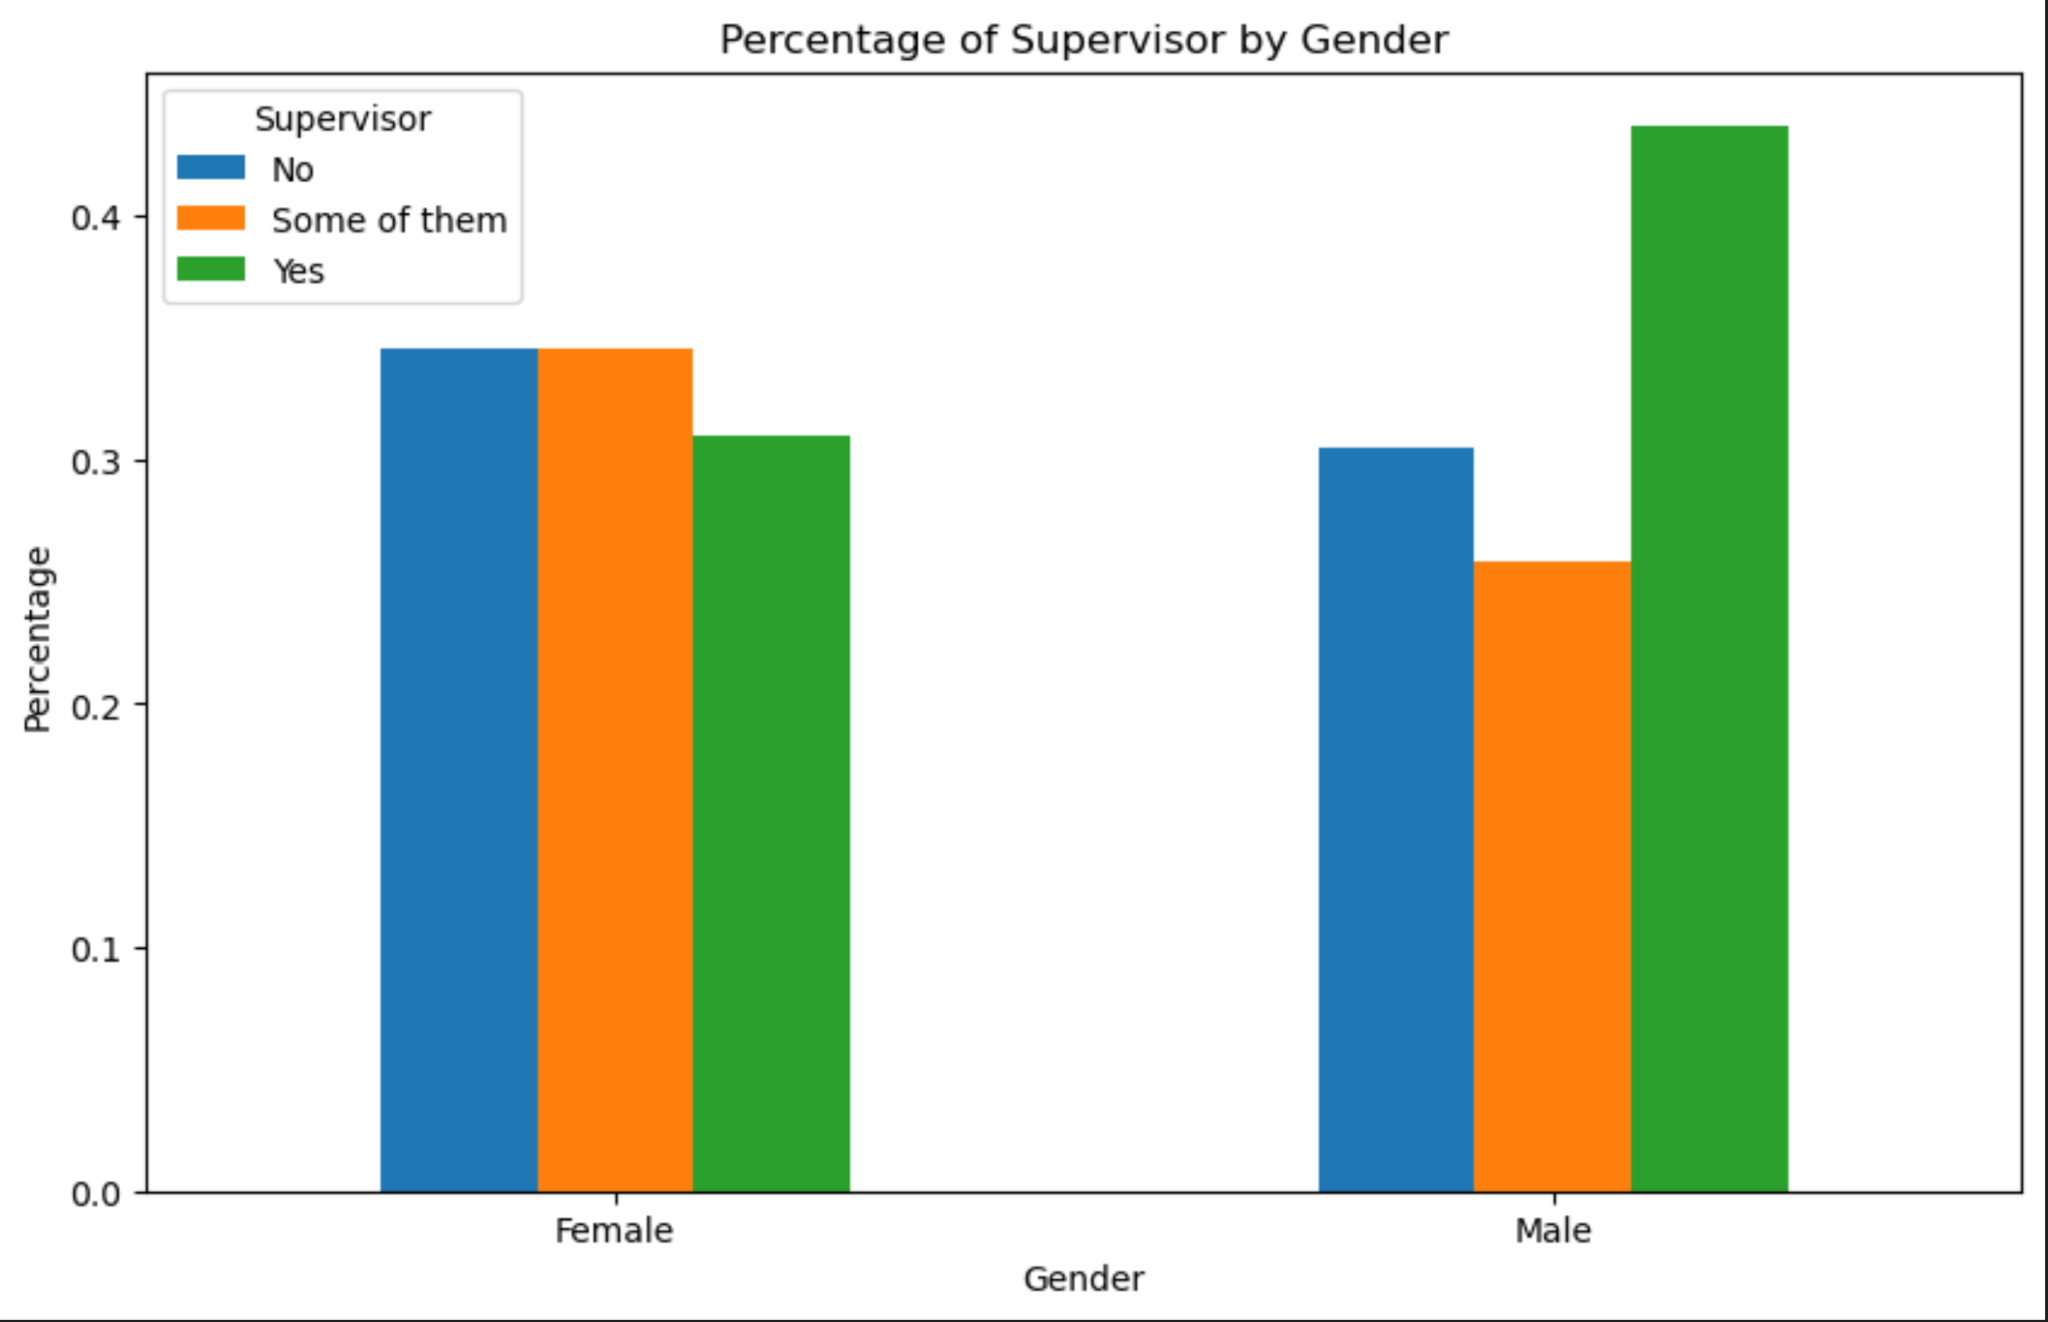 Percentage of Supervisor by Gender
Supervisor
No
Some of them
Yes
0.4
0.3
0.2
0.1
0.0
Percentage
Female
Male
Gender